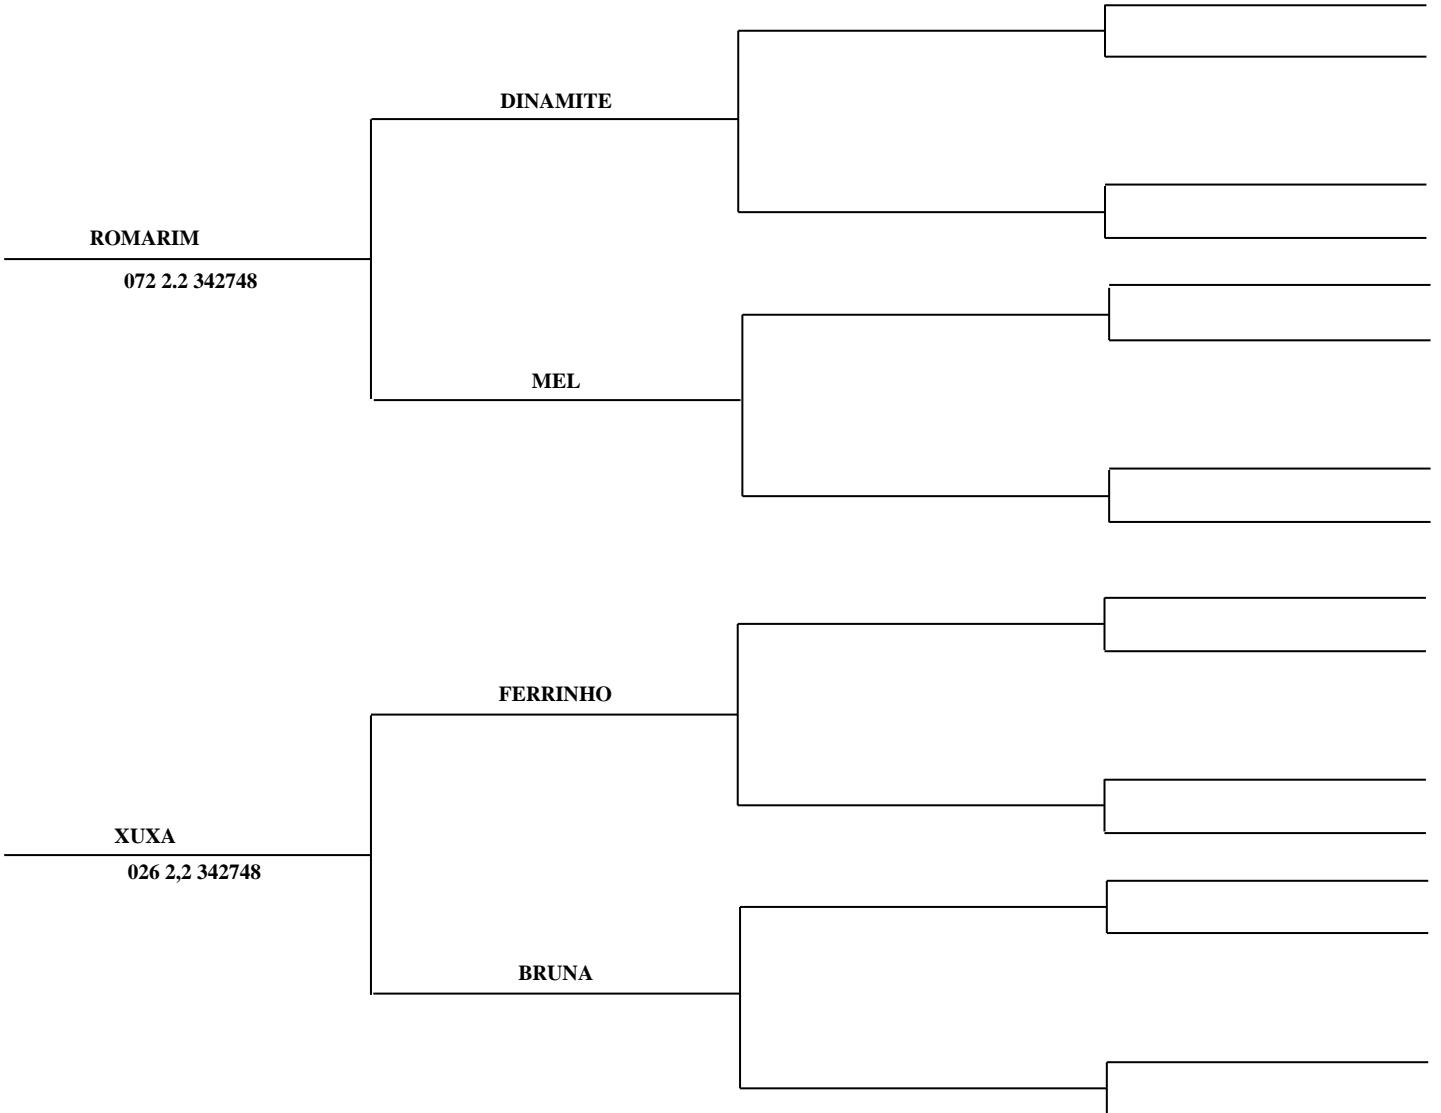 DINAMITE
ROMARIM
072 2.2 342748
MEL
FERRINHO
XUXA
026 2,2 342748
BRUNA